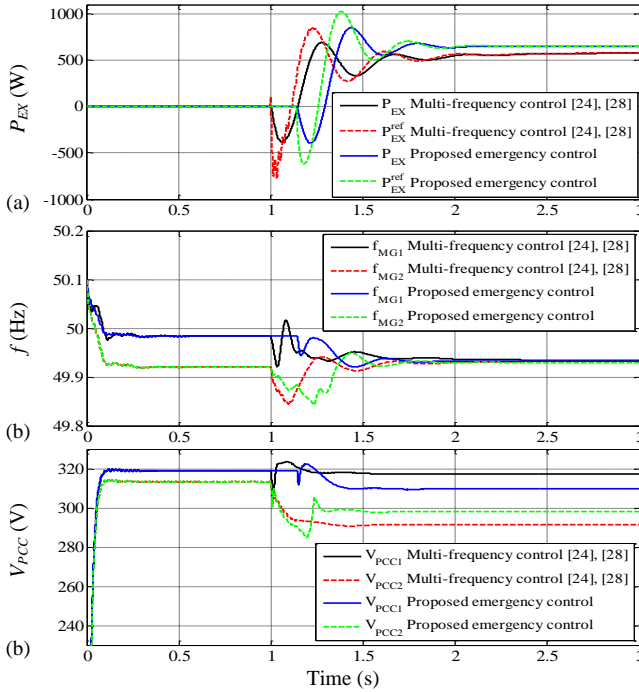 1000
500
0
-500
-1000
P_EX (W)
(a)
0
0.5
1
1.5
2
2.5
3
P_EX Multi-frequency control [24], [28]
P_EX^ref Multi-frequency control [24], [28]
P_EX Proposed emergency control
P_EX^ref Proposed emergency control
50.2
50.1
50
49.9
49.8
f (Hz)
(b)
0
0.5
1
1.5
2
2.5
3
f_MG1 Multi-frequency control [24], [28]
f_MG2 Multi-frequency control [24], [28]
f_MG1 Proposed emergency control
f_MG2 Proposed emergency control
320
300
280
260
240
V_PCC (V)
(b)
0
0.5
1
1.5
2
2.5
3
V_PCC1 Multi-frequency control [24], [28]
V_PCC2 Multi-frequency control [24], [28]
V_PCC1 Proposed emergency control
V_PCC2 Proposed emergency control
Time (s)